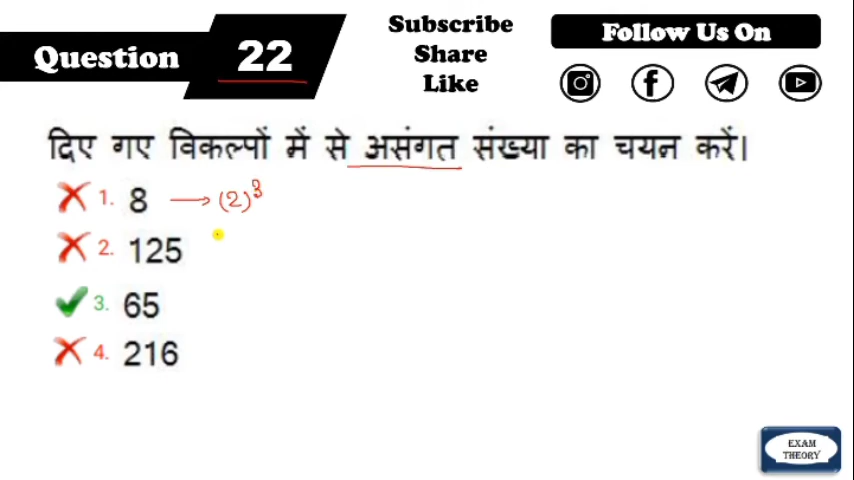 Question 22
Subscribe
Share
Like
Follow Us On
दिए गए विकल्पों में से असंगत संख्या का चयन करें।
1. 8 → (2)³
2. 125
3. 65
4. 216
EXAM
THEORY